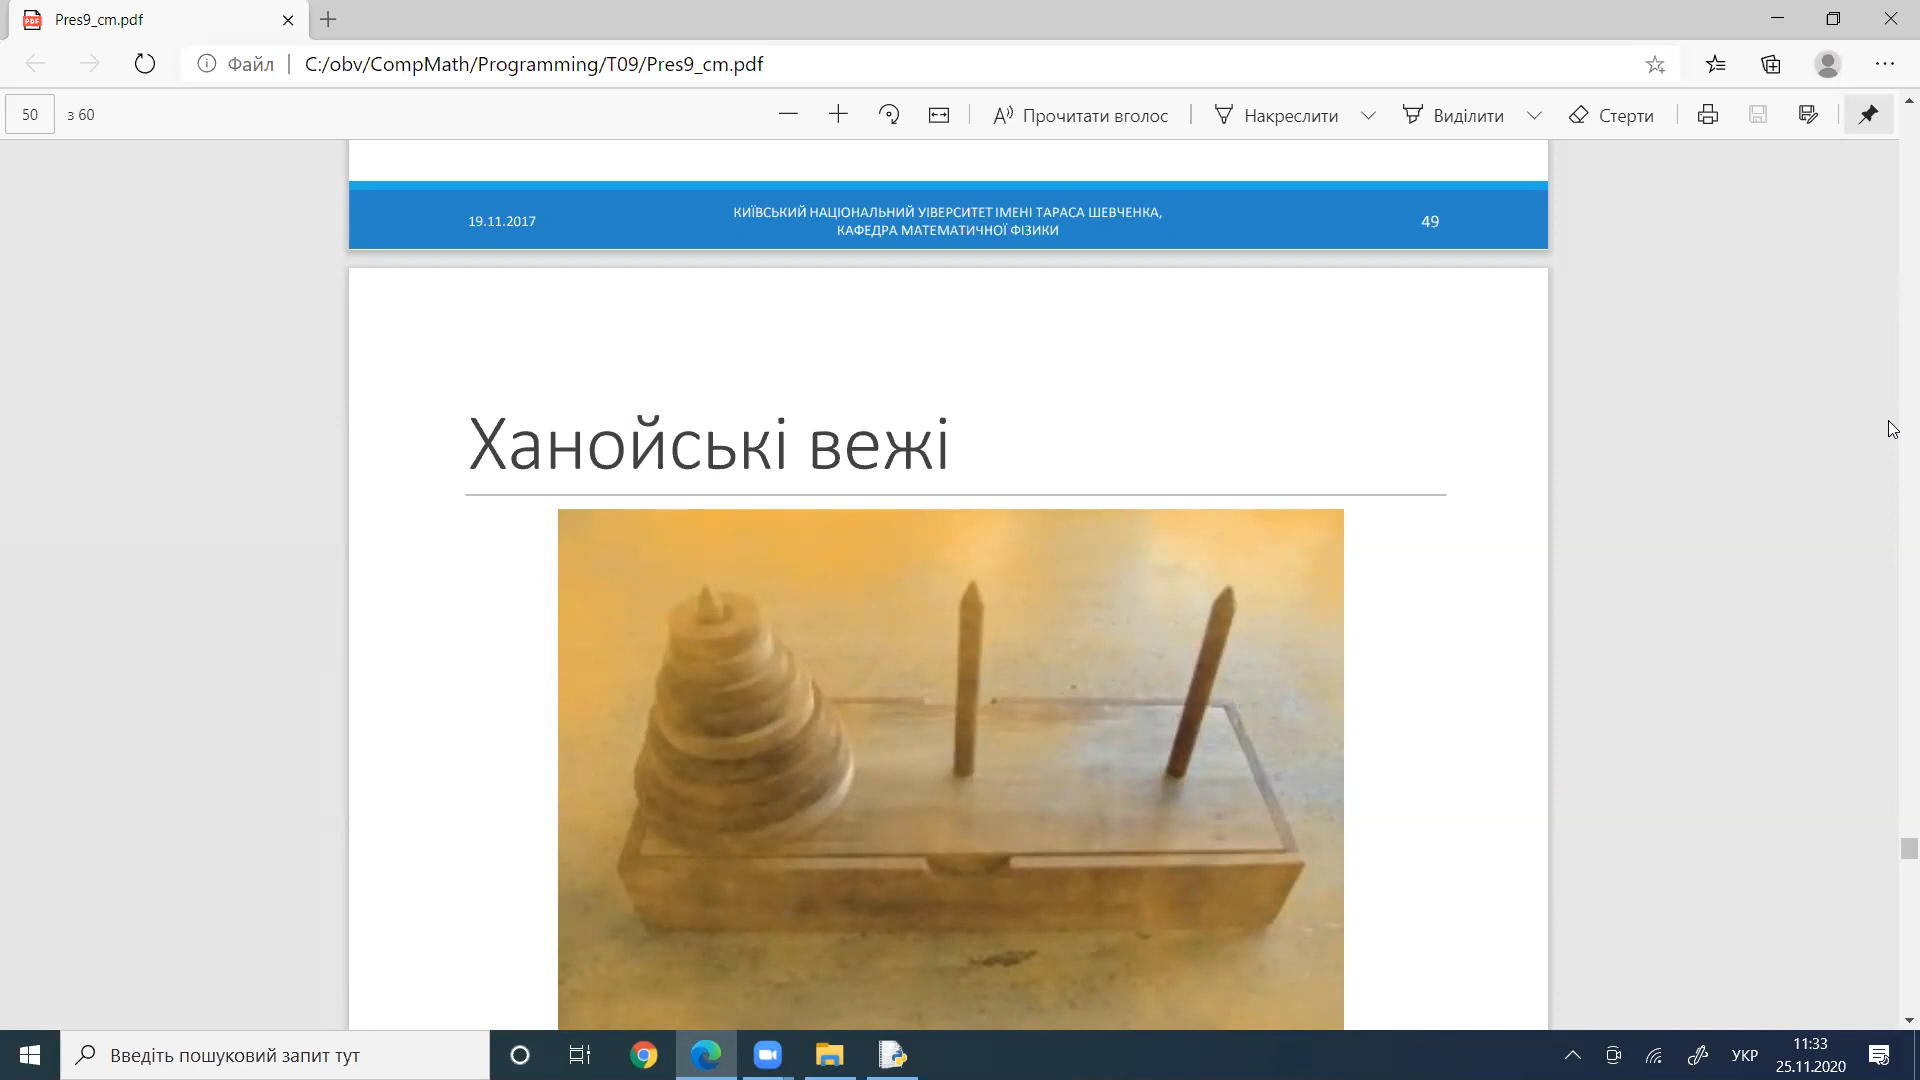 Pres9_cm.pdf
Файл
C:/obv/CompMath/Programming/T09/Pres9_cm.pdf
50
з 60
Прочитати вголос
Накреслити
Виділити
Стерти
19.11.2017
КИЇВСЬКИЙ НАЦІОНАЛЬНИЙ УІВЕРСИТЕТ ІМЕНІ ТАРАСА ШЕВЧЕНКА,
КАФЕДРА МАТЕМАТИЧНОЇ ФІЗИКИ
49
Ханойські вежі
Введіть пошуковий запит тут
УКР
11:33
25.11.2020